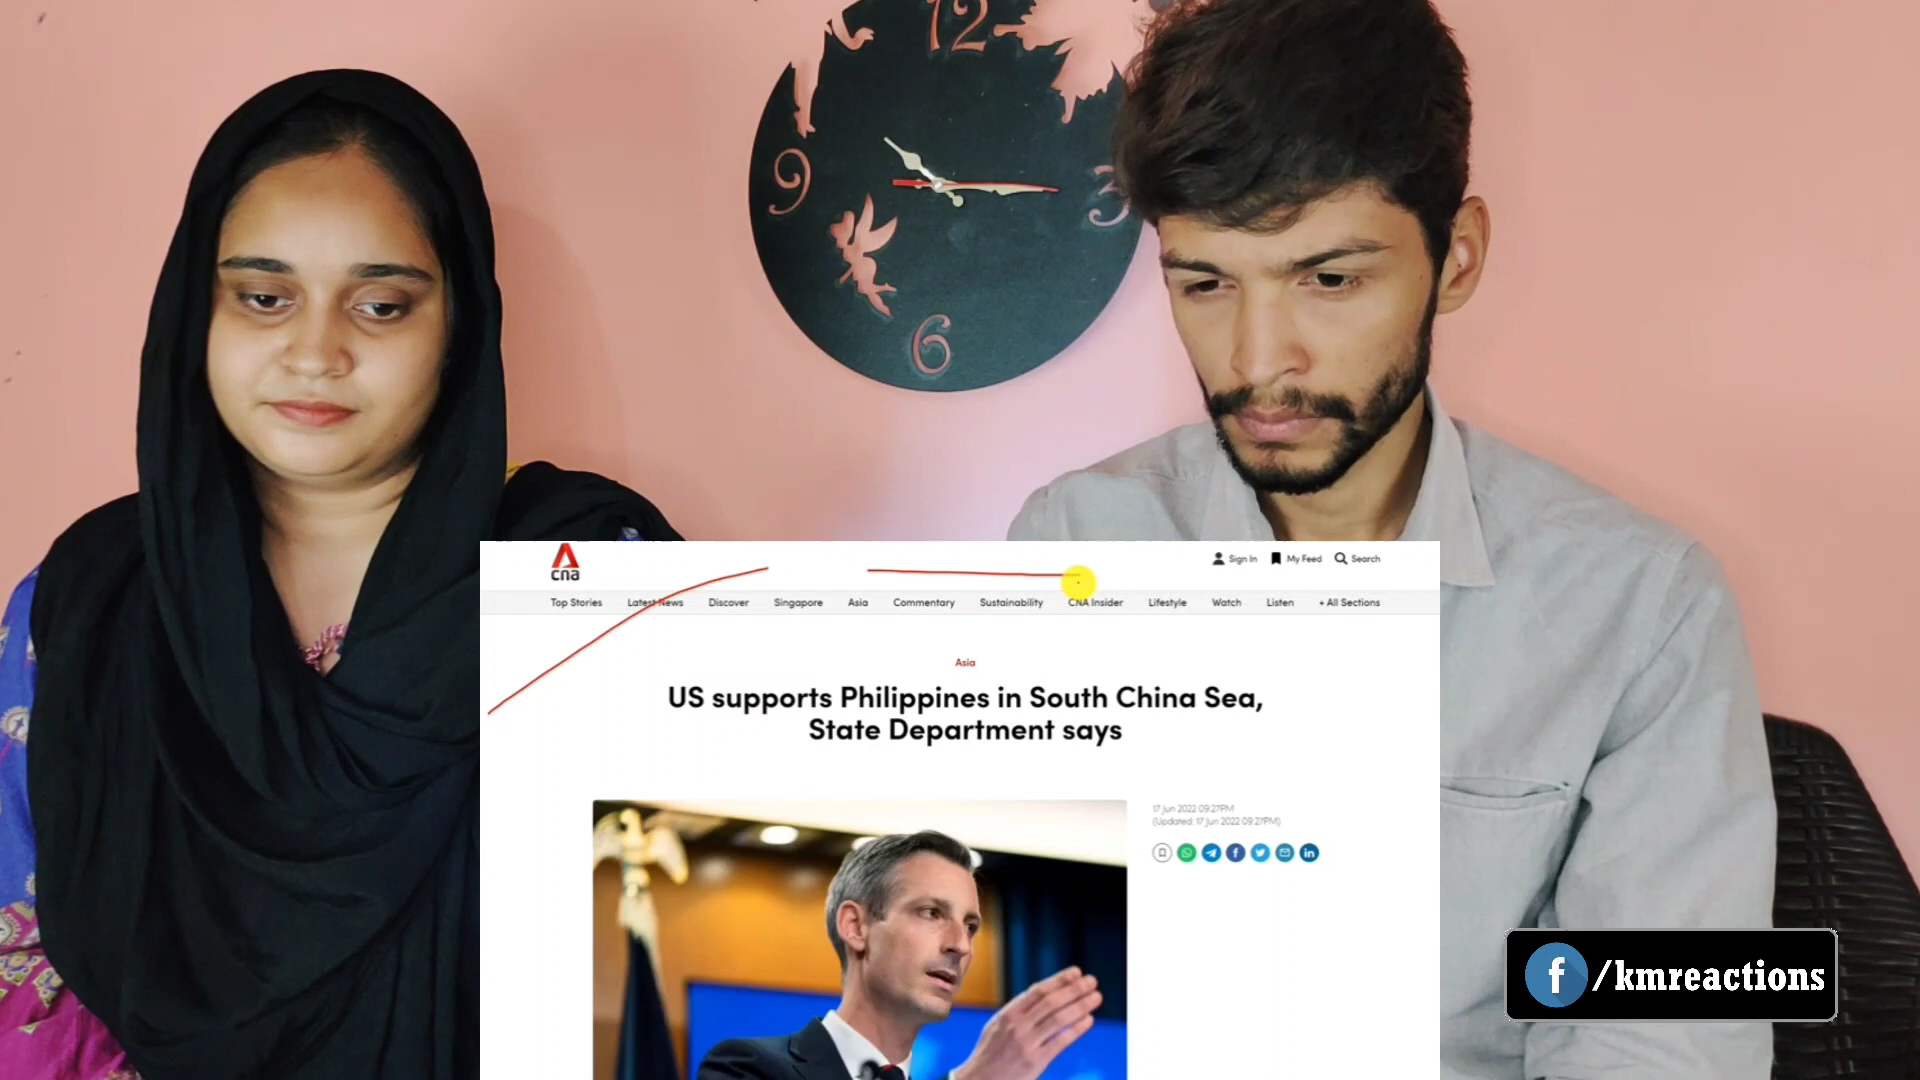 12
9
3
6
cna
Sign In
My Feed
Search
Top Stories
Latest News
Discover
Singapore
Asia
Commentary
Sustainability
CNA Insider
Lifestyle
Watch
Listen
+ All Sections
Asia
US supports Philippines in South China Sea,
State Department says
17 Jun 2022 09:27PM
(Updated: 17 Jun 2022 09:27PM)
f/kmreactions